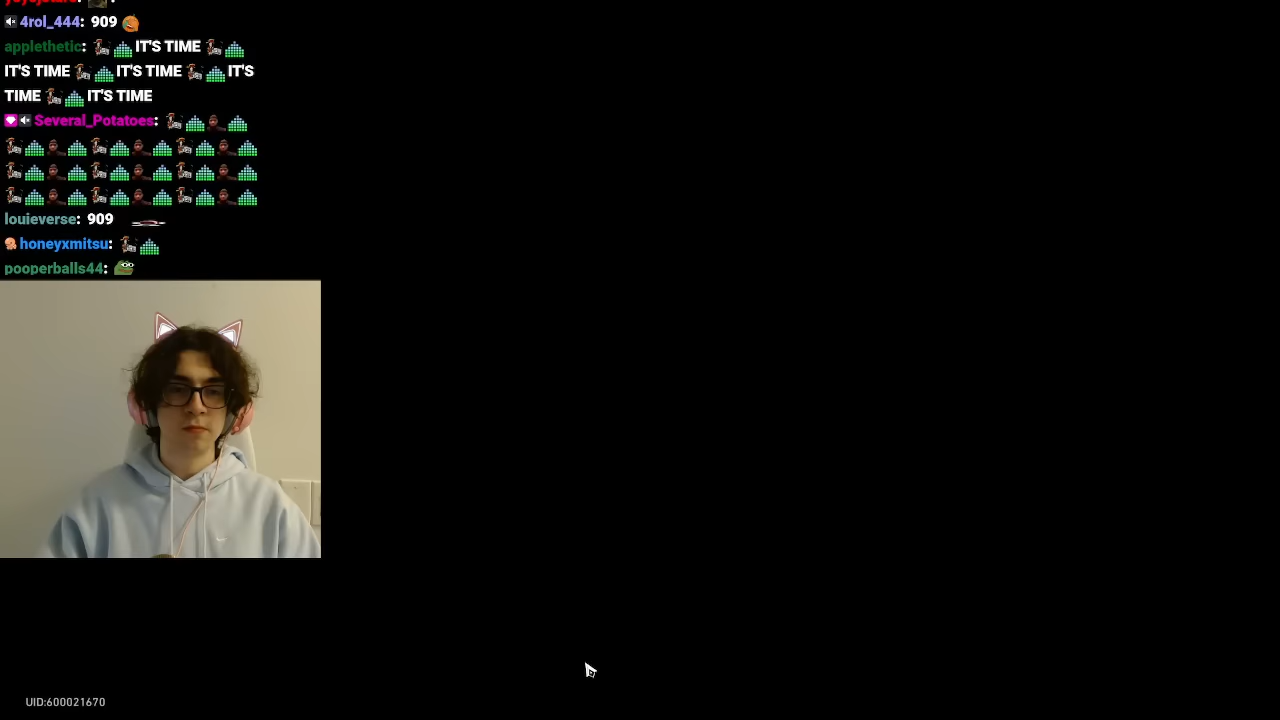 4rol_444: 909
applethetic: IT'S TIME
IT'S TIME IT'S TIME IT'S
TIME IT'S TIME
Several_Potatoes:
louieverse: 909
honeyxmitsu:
pooperballs44:
UID:600021670